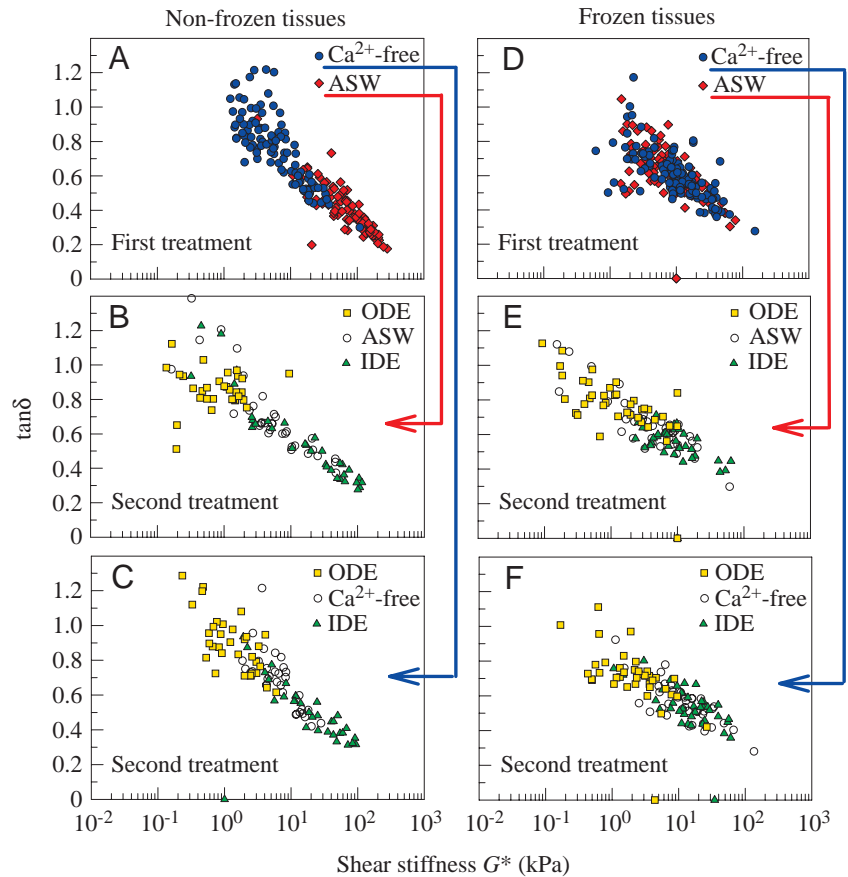 Non-frozen tissues
Frozen tissues
A
Ca²⁺-free
ASW
1.2
1.0
0.8
0.6
0.4
0.2
0
First treatment
D
Ca²⁺-free
ASW
First treatment
B
ODE
ASW
IDE
1.2
1.0
0.8
0.6
0.4
0.2
0
Second treatment
E
ODE
ASW
IDE
Second treatment
tanδ
C
ODE
Ca²⁺-free
IDE
1.2
1.0
0.8
0.6
0.4
0.2
0
Second treatment
F
ODE
Ca²⁺-free
IDE
Second treatment
10⁻² 10⁻¹ 10⁰ 10¹ 10² 10³
10⁻² 10⁻¹ 10⁰ 10¹ 10² 10³
Shear stiffness G* (kPa)